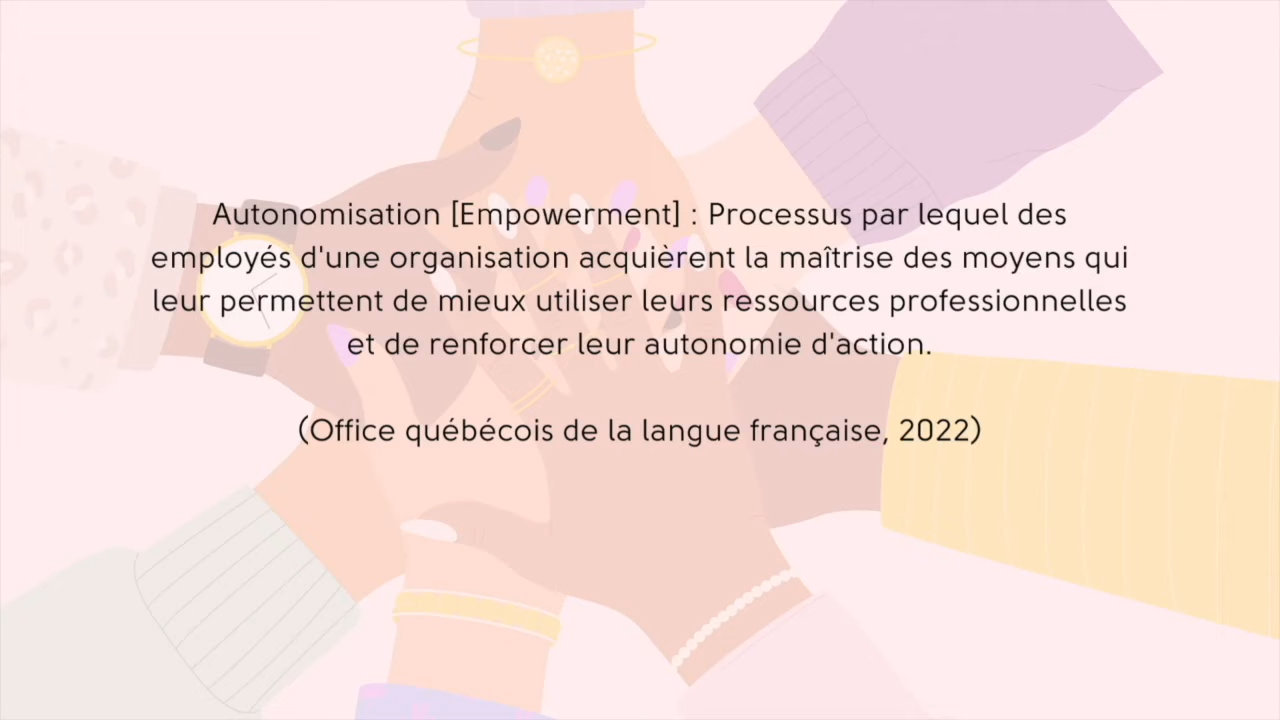 Autonomisation [Empowerment] : Processus par lequel des
employés d'une organisation acquièrent la maîtrise des moyens qui
leur permettent de mieux utiliser leurs ressources professionnelles
et de renforcer leur autonomie d'action.
(Office québécois de la langue française, 2022)